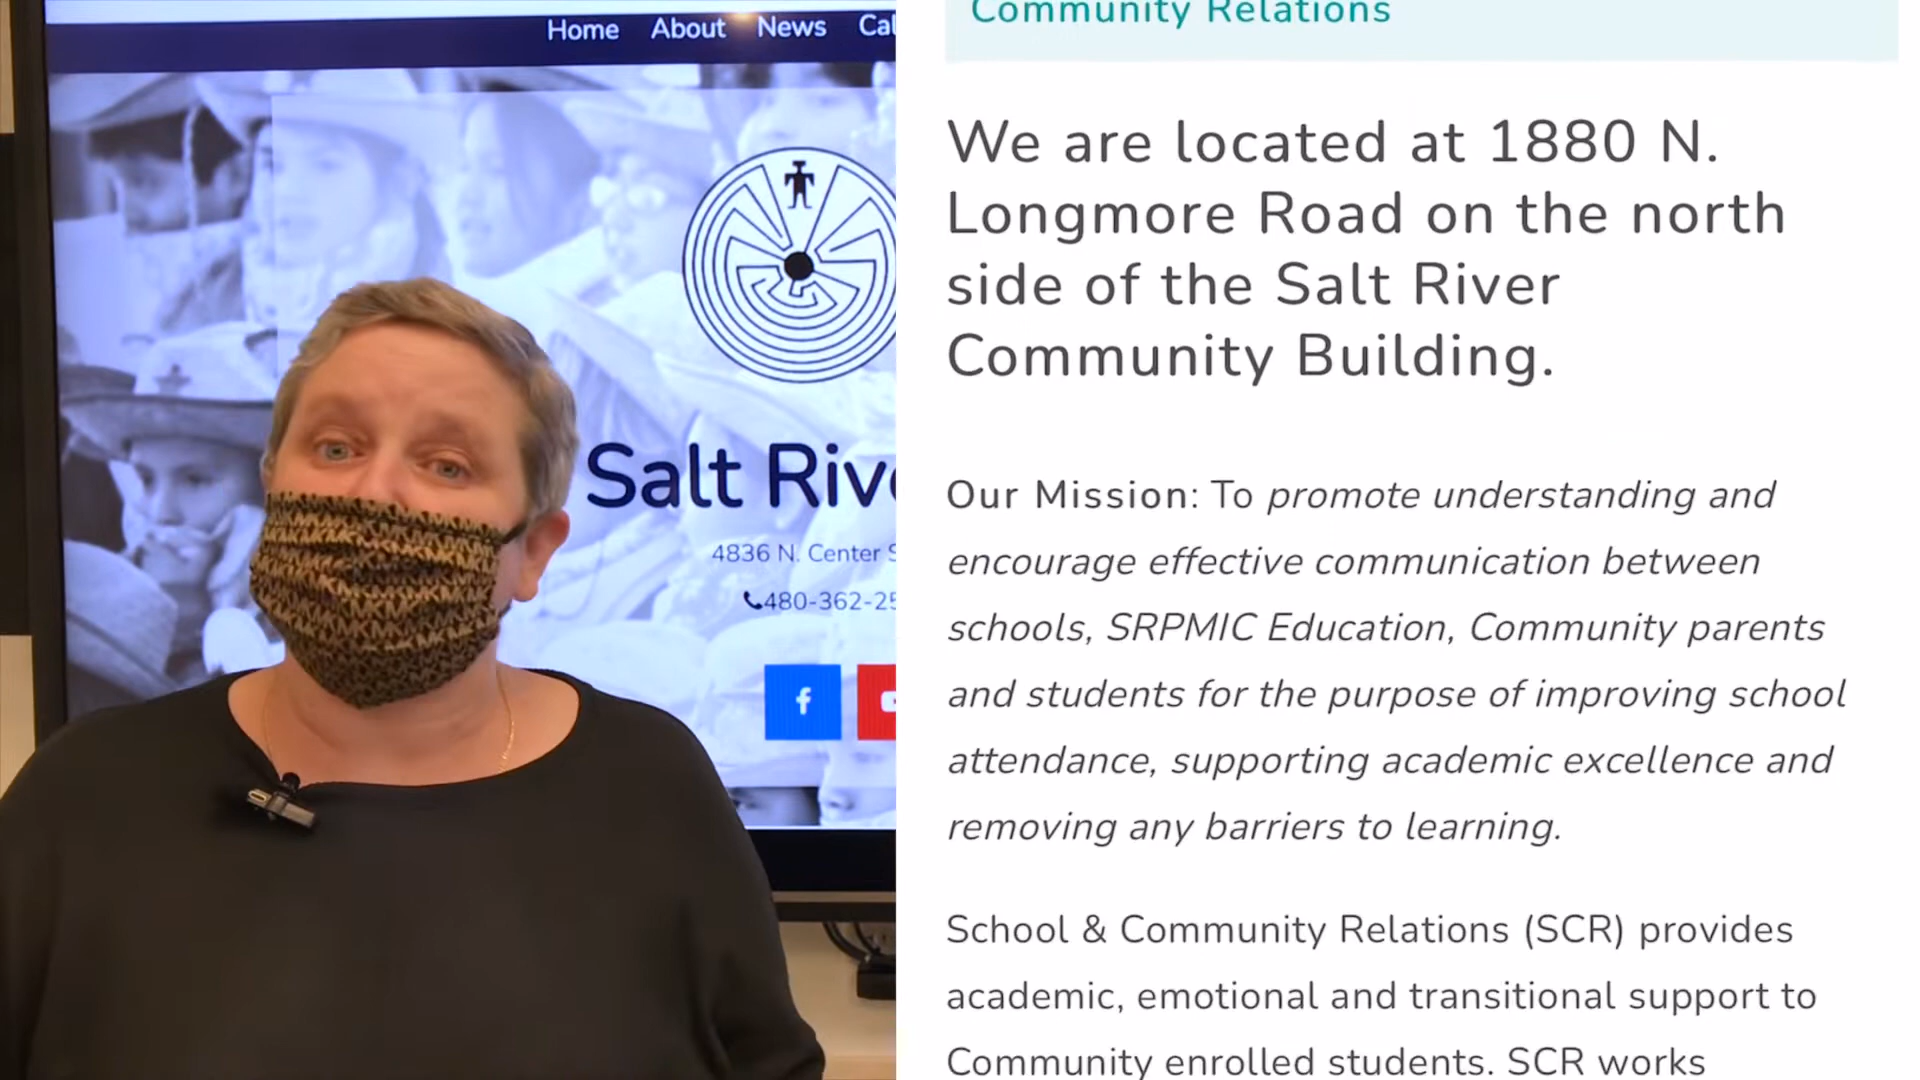 Home About News
Salt
4836 N. Center
480-362-
f
Community Relations
We are located at 1880 N.
Longmore Road on the north
side of the Salt River
Community Building.
Our Mission: To promote understanding and
encourage effective communication between
schools, SRPMIC Education, Community parents
and students for the purpose of improving school
attendance, supporting academic excellence and
removing any barriers to learning.
School & Community Relations (SCR) provides
academic, emotional and transitional support to
Community enrolled students. SCR works